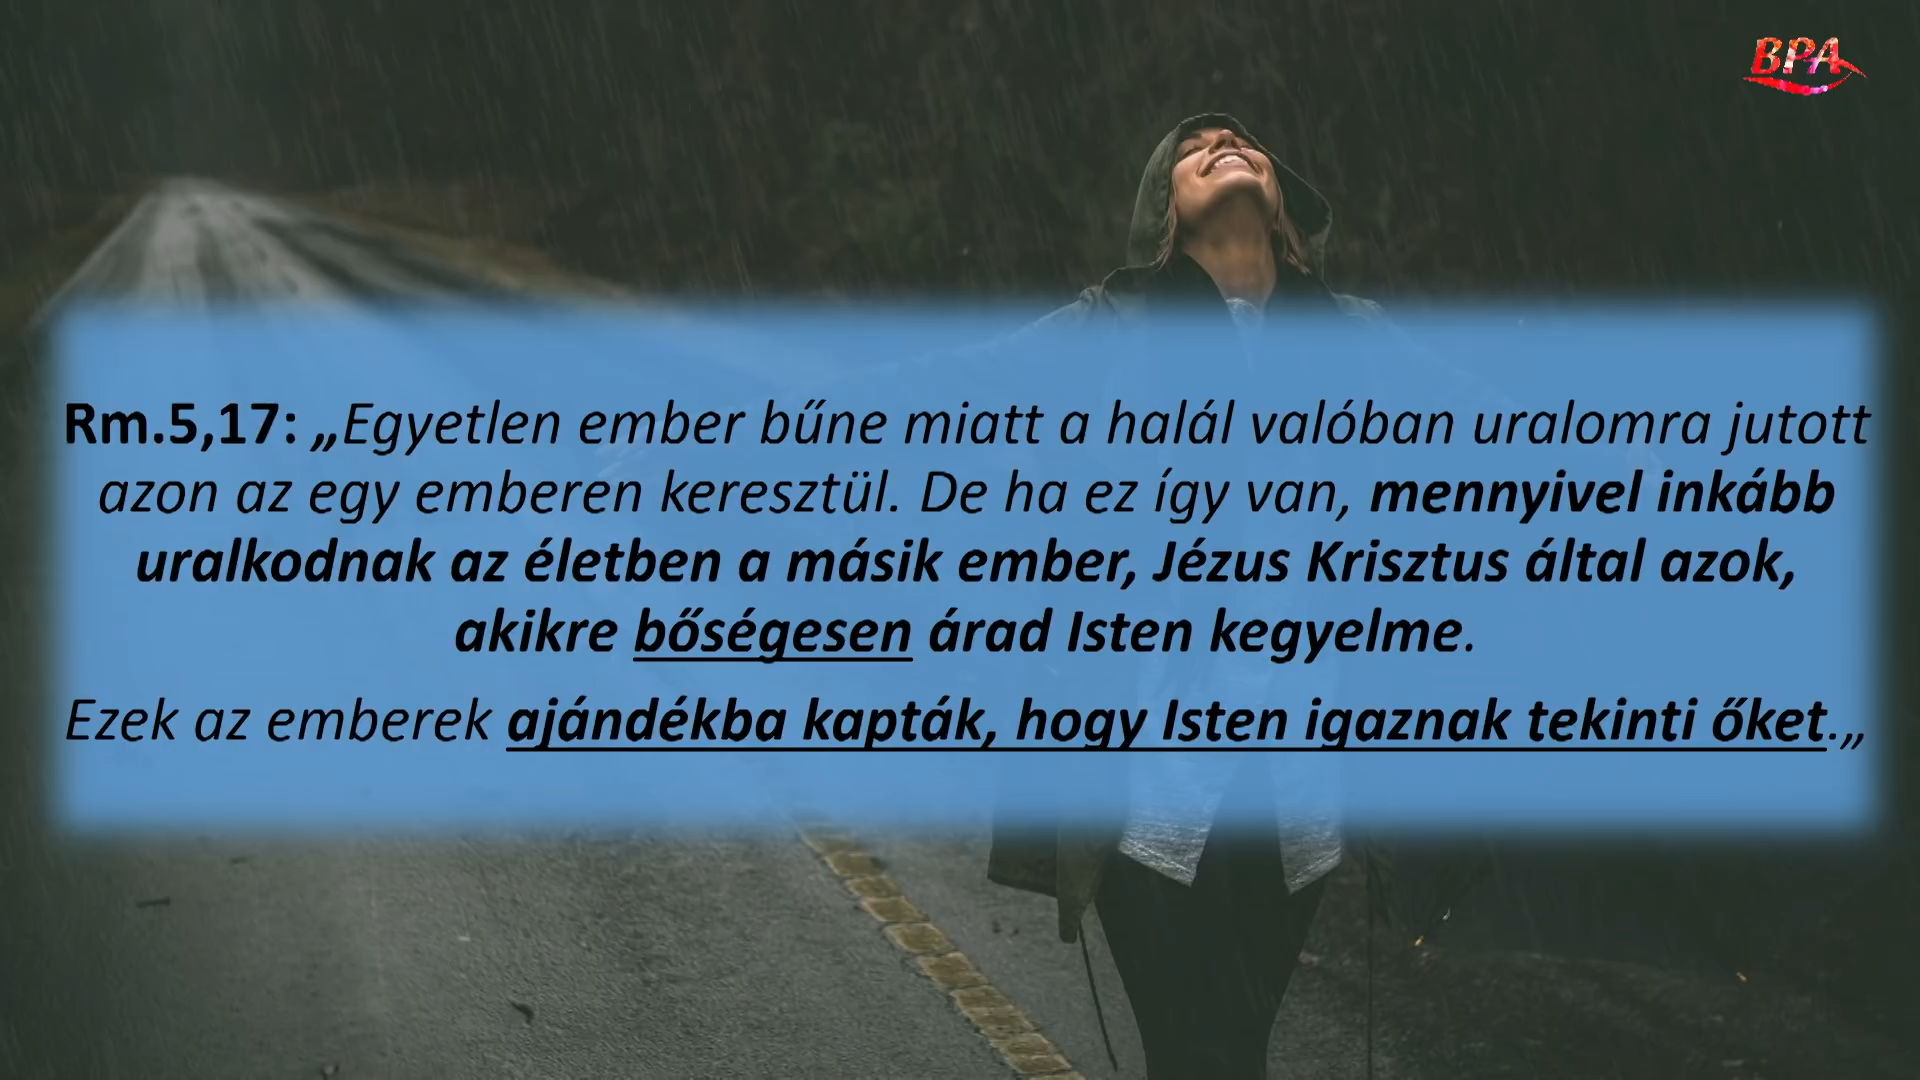 BPA
Rm.5,17: „Egyetlen ember bűne miatt a halál valóban uralomra jutott
azon az egy emberen keresztül. De ha ez így van, mennyivel inkább
uralkodnak az életben a másik ember, Jézus Krisztus által azok,
akikre bőségesen árad Isten kegyelme.
Ezek az emberek ajándékba kapták, hogy Isten igaznak tekinti őket.„